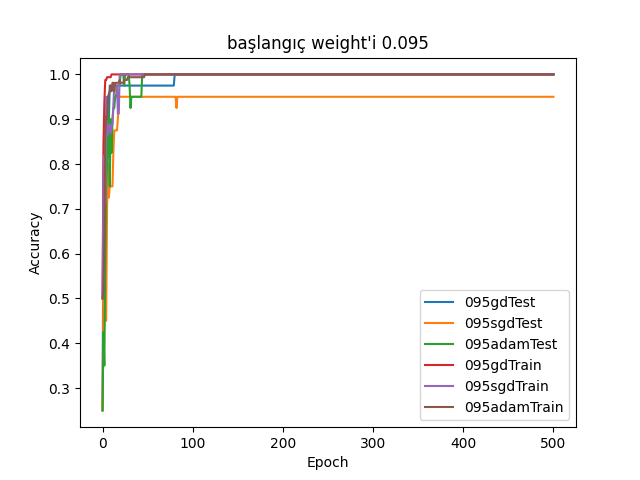 başlangıç weight'i 0.095
1.0
0.9
0.8
0.7
0.6
0.5
0.4
0.3
Accuracy
095gdTest
095sgdTest
095adamTest
095gdTrain
095sgdTrain
095adamTrain
0 100 200 300 400 500
Epoch